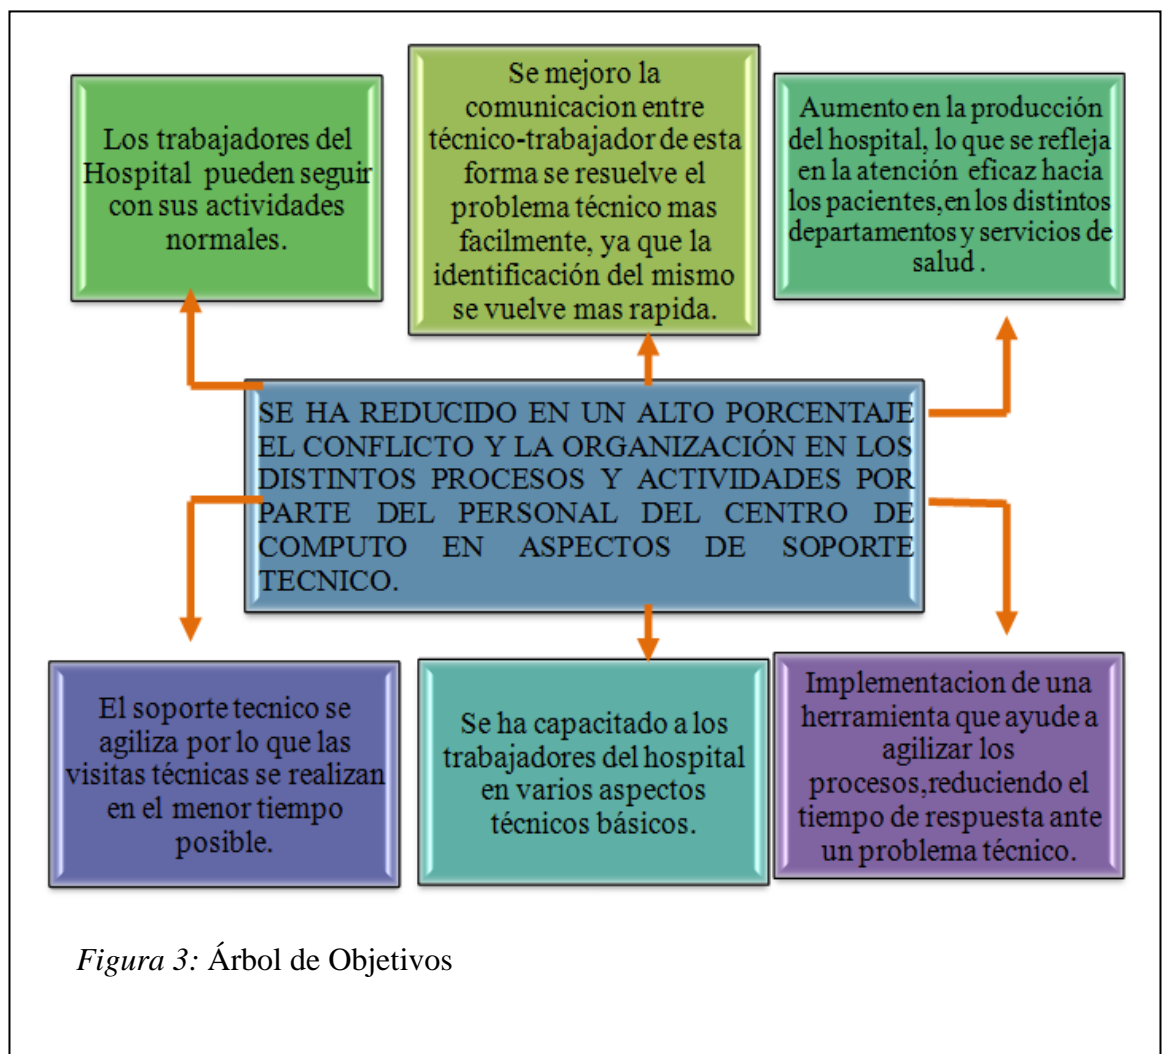 Los trabajadores del
Hospital pueden seguir
con sus actividades
normales.
Se mejoro la
comunicacion entre
técnico-trabajador de esta
forma se resuelve el
problema técnico mas
facilmente, ya que la
identificación del mismo
se vuelve mas rapida.
Aumento en la producción
del hospital, lo que se refleja
en la atención eficaz hacia
los pacientes,en los distintos
departamentos y servicios de
salud .
SE HA REDUCIDO EN UN ALTO PORCENTAJE
EL CONFLICTO Y LA ORGANIZACIÓN EN LOS
DISTINTOS PROCESOS Y ACTIVIDADES POR
PARTE DEL PERSONAL DEL CENTRO DE
COMPUTO EN ASPECTOS DE SOPORTE
TECNICO.
El soporte tecnico se
agiliza por lo que las
visitas técnicas se realizan
en el menor tiempo
posible.
Se ha capacitado a los
trabajadores del hospital
en varios aspectos
técnicos básicos.
Implementacion de una
herramienta que ayude a
agilizar los
procesos,reduciendo el
tiempo de respuesta ante
un problema técnico.
Figura 3: Árbol de Objetivos